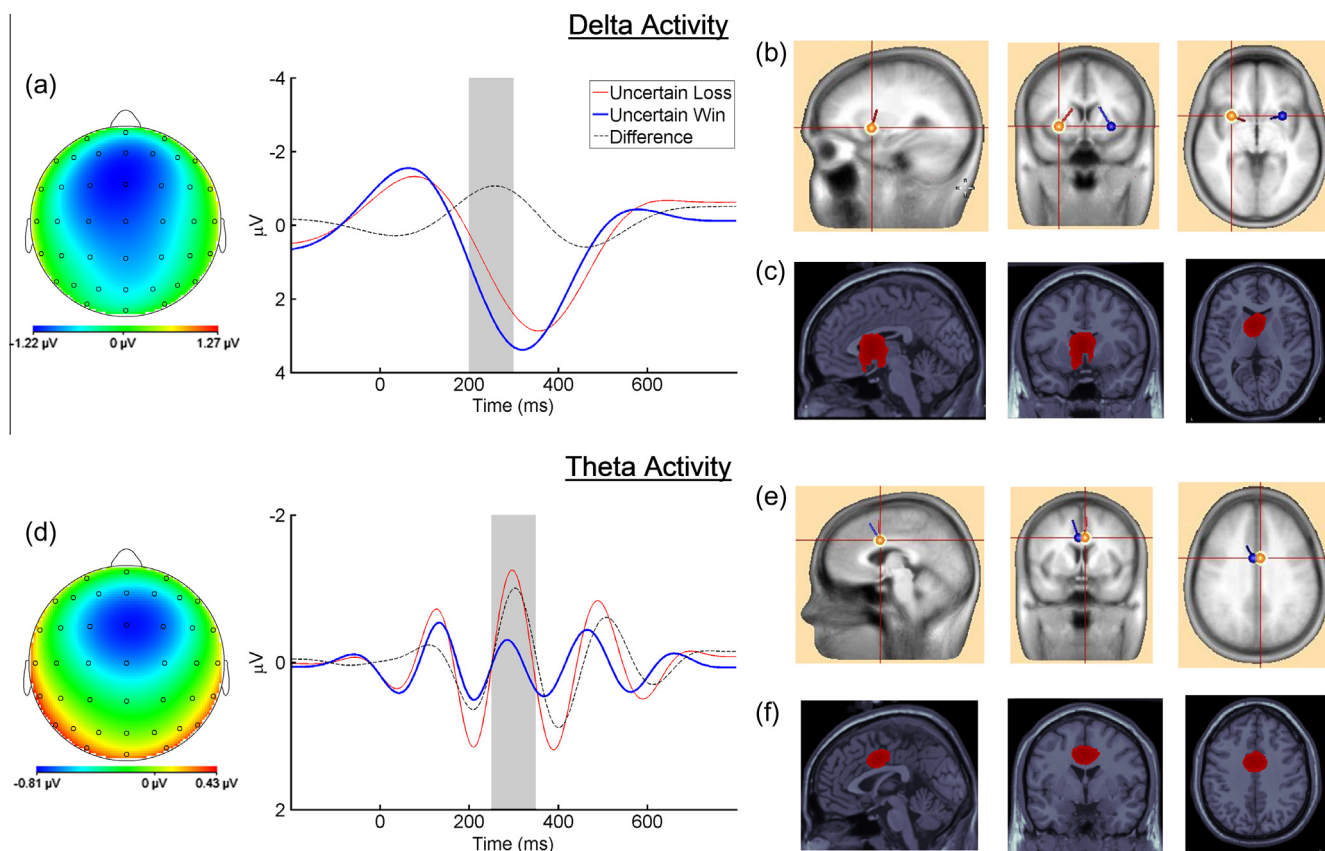 Delta Activity
(a)
-1.22 µV 0 µV 1.27 µV
µV
-4
-2
0
2
4
0 200 400 600
Time (ms)
Uncertain Loss
Uncertain Win
Difference
(b)
(c)
L R
Theta Activity
(d)
-0.81 µV 0 µV 0.43 µV
µV
-2
0
2
0 200 400 600
Time (ms)
(e)
(f)